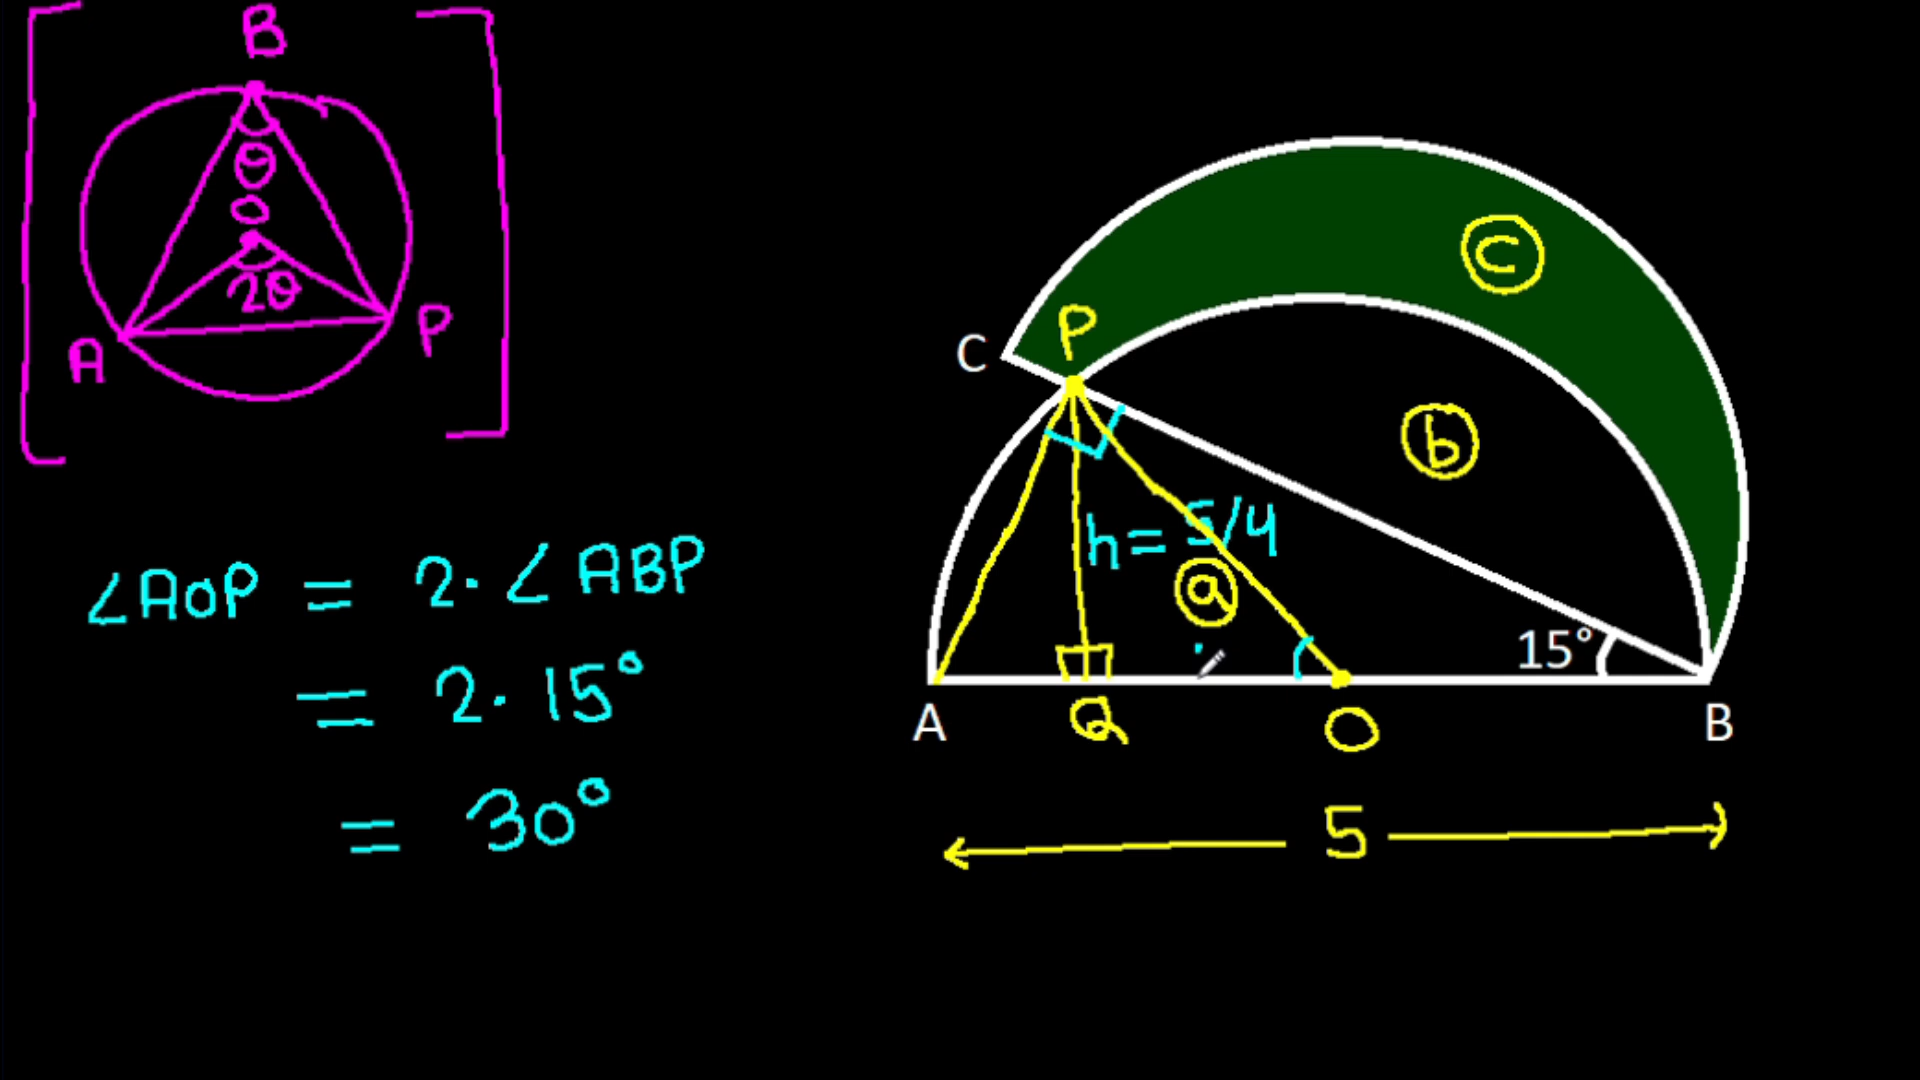 B
θ
O
2θ
A
P
∠AOP = 2·∠ABP
= 2·15°
= 30°
C
P
c
b
h = 5/4
a
15°
A
Q
O
B
5